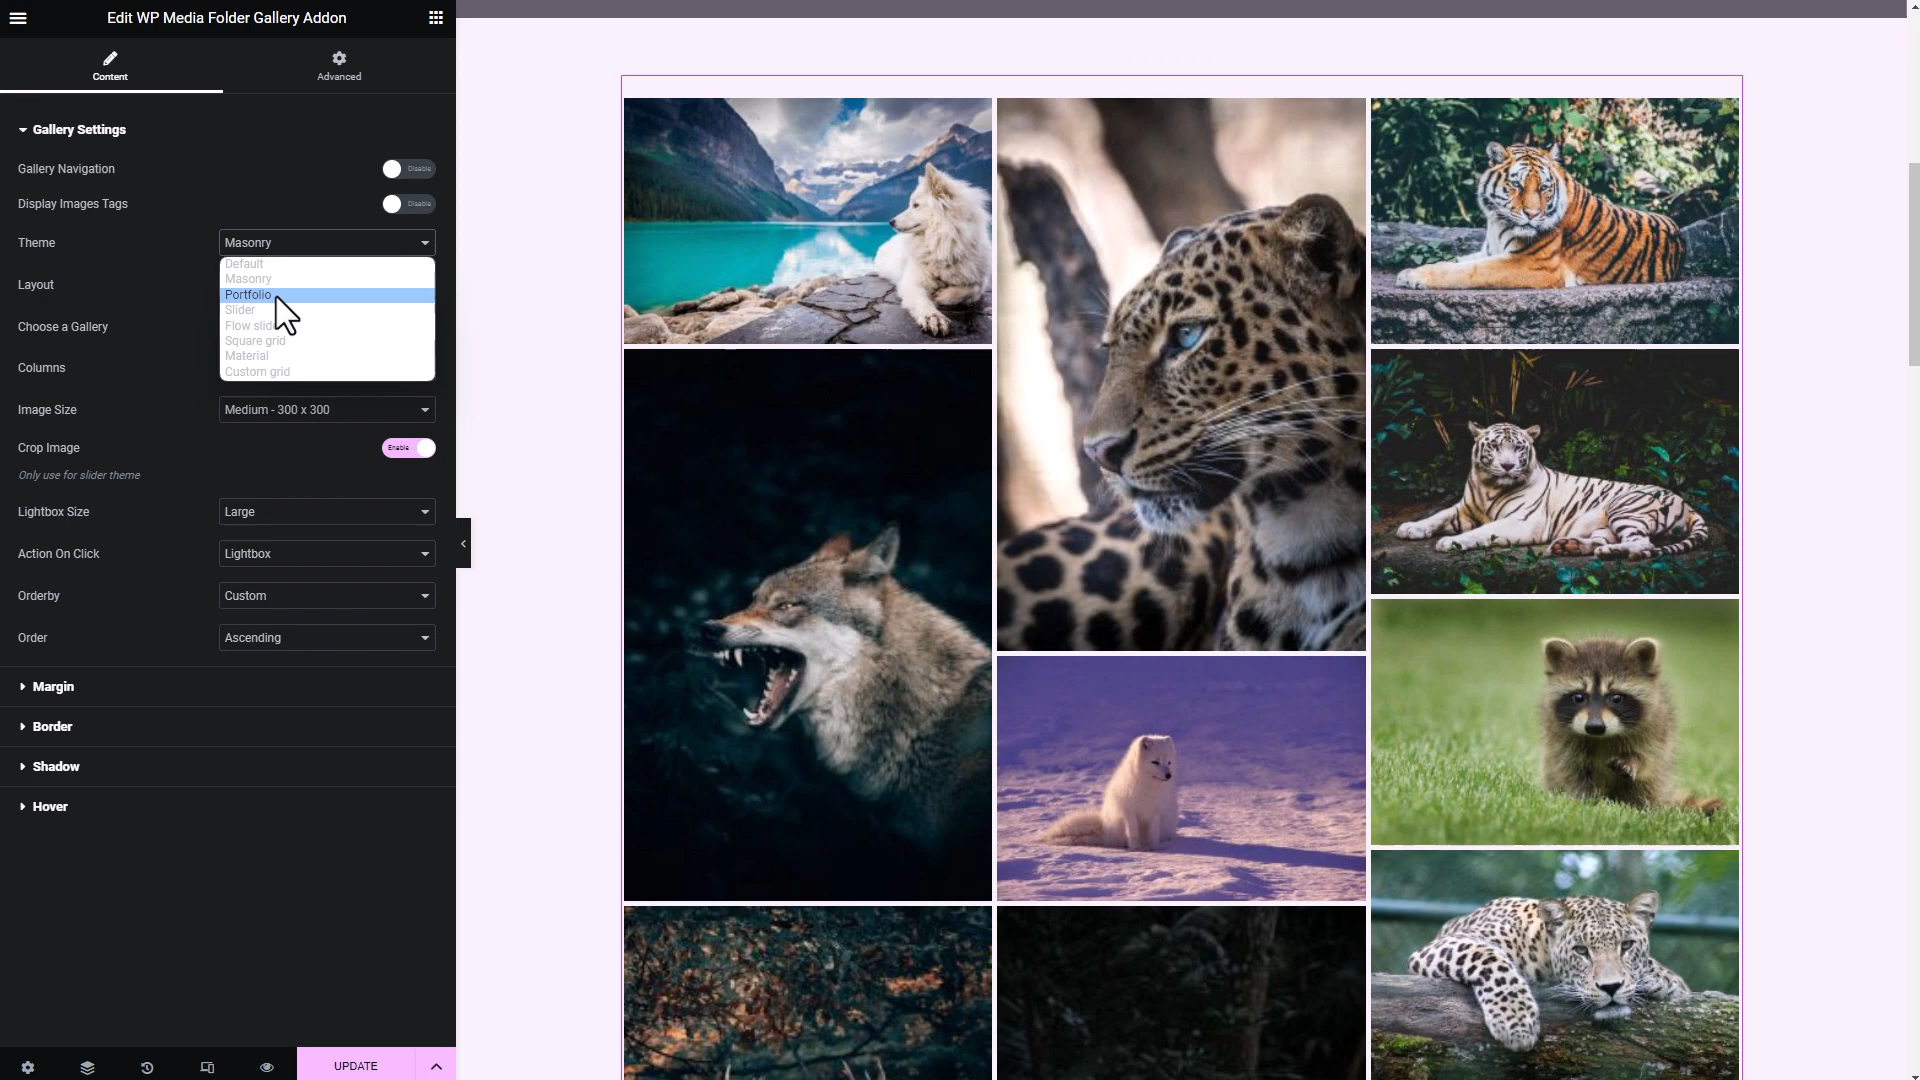 Edit WP Media Folder Gallery Addon
Content
Advanced
Gallery Settings
Gallery Navigation
Disable
Display Images Tags
Disable
Theme
Masonry
Default
Masonry
Layout
Portfolio
Slider
Choose a Gallery
Flow slid
Square grid
Material
Columns
Custom grid
Image Size
Medium - 300 x 300
Crop Image
Enable
Only use for slider theme
Lightbox Size
Large
Action On Click
Lightbox
Orderby
Custom
Order
Ascending
Margin
Border
Shadow
Hover
UPDATE